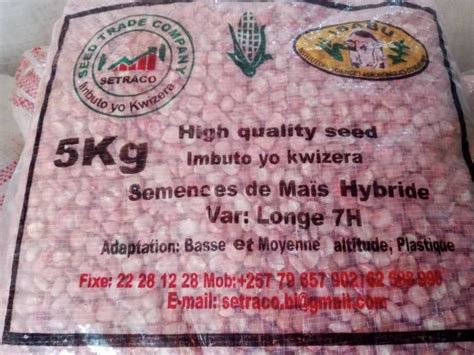 SEED TRADE COMPANY
SETRACO
Imbuto yo Kwizera
ISABU
5Kg
High quality seed
Imbuto yo kwizera
Semences de Maïs Hybride
Var: Longe 7H
Adaptation: Basse et Moyenne altitude, Plastique
Fixe: 22 28 12 28 Mob:+257 79 857 902
E-mail: setraco.bi@gmail.com